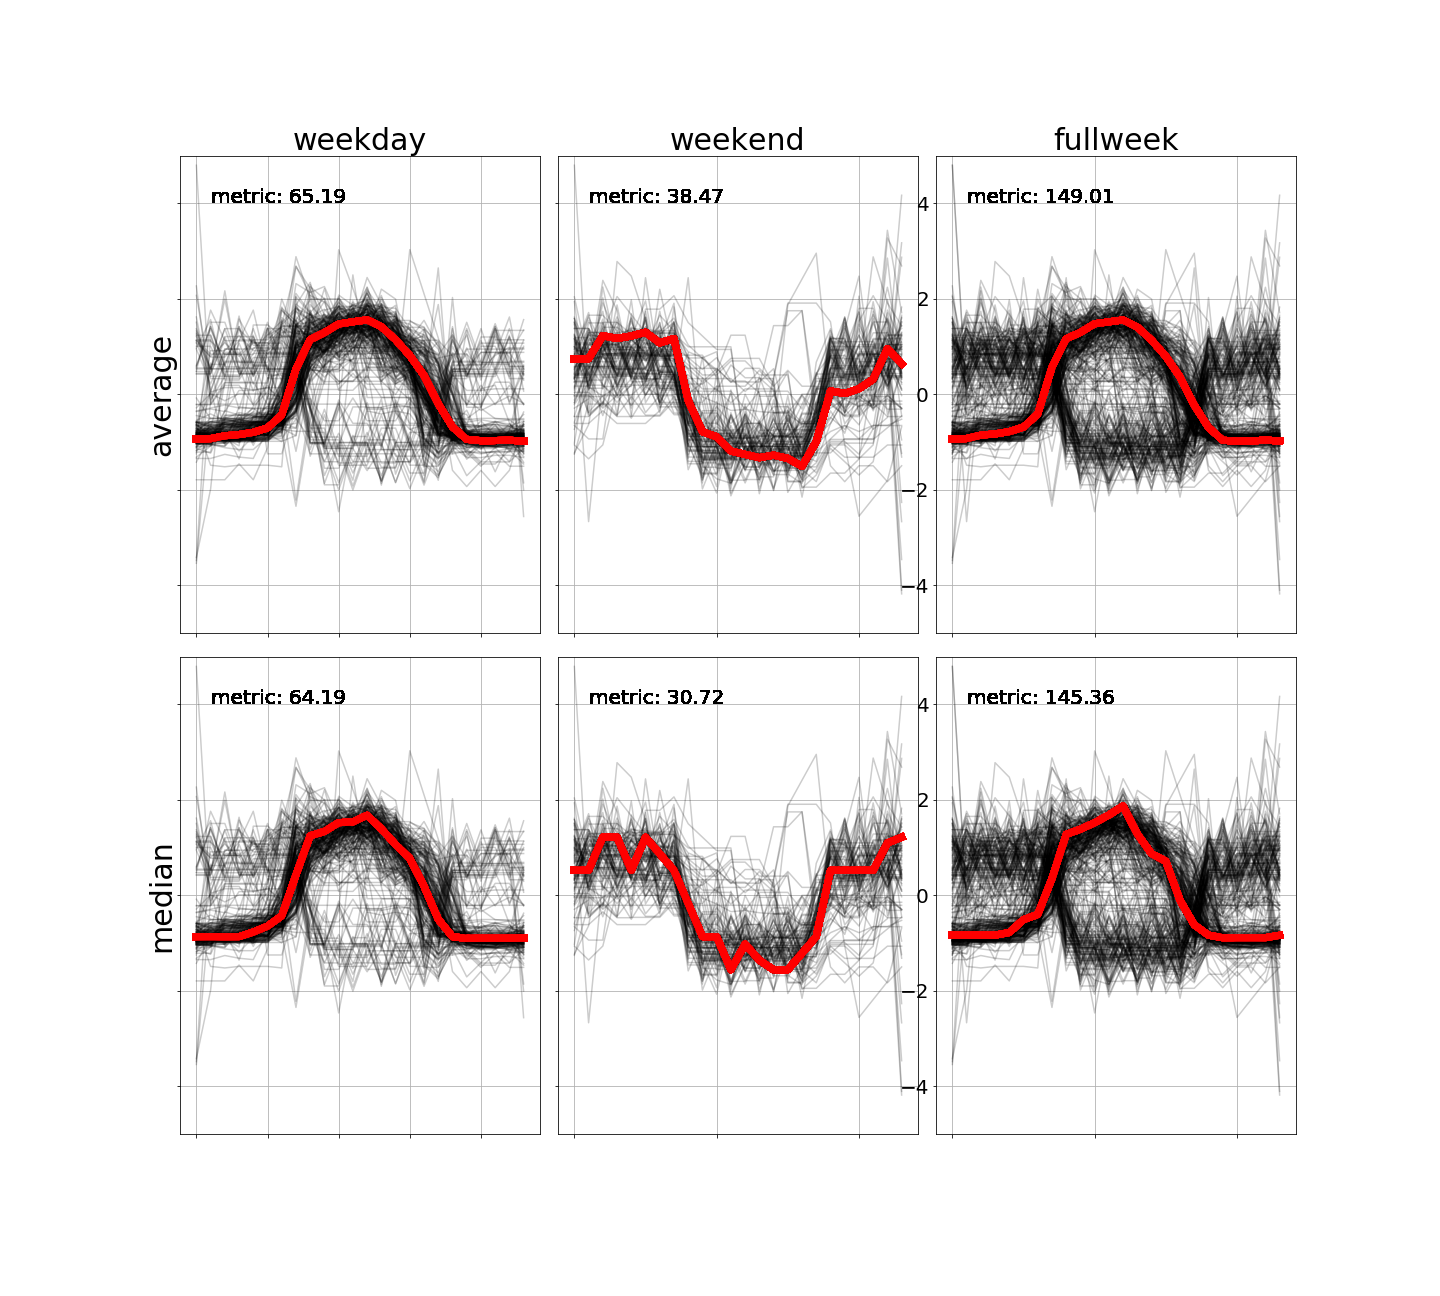 weekday
weekend
fullweek
average
metric: 65.19
metric: 38.47
metric: 149.01
4
2
0
−2
−4
median
metric: 64.19
metric: 30.72
metric: 145.36
4
2
0
−2
−4